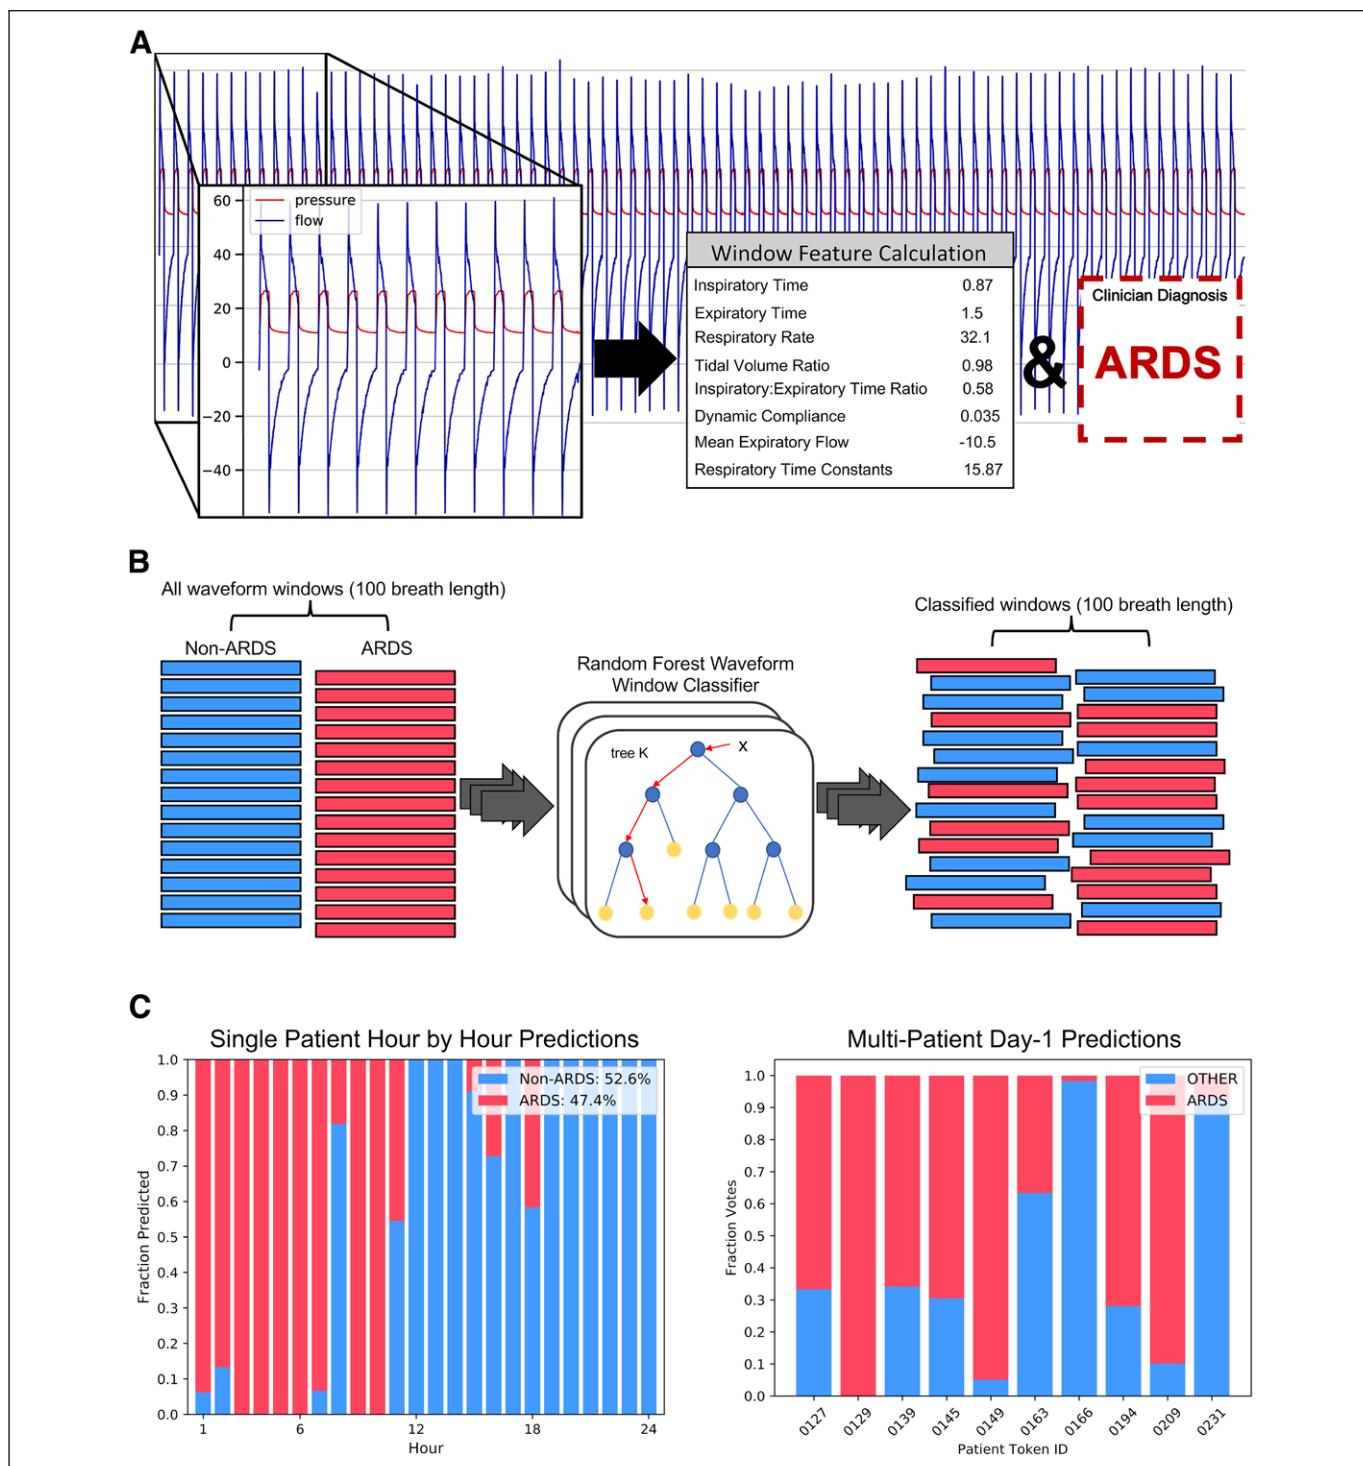 A
60
40
20
0
−20
−40
pressure
flow
Window Feature Calculation
Inspiratory Time 0.87
Expiratory Time 1.5
Respiratory Rate 32.1
Tidal Volume Ratio 0.98
Inspiratory:Expiratory Time Ratio 0.58
Dynamic Compliance 0.035
Mean Expiratory Flow -10.5
Respiratory Time Constants 15.87
&
Clinician Diagnosis
ARDS
B
All waveform windows (100 breath length)
Non-ARDS ARDS
Random Forest Waveform
Window Classifier
tree K
X
Classified windows (100 breath length)
C
Single Patient Hour by Hour Predictions
Fraction Predicted
1.0
0.9
0.8
0.7
0.6
0.5
0.4
0.3
0.2
0.1
0.0
Non-ARDS: 52.6%
ARDS: 47.4%
1 6 12 18 24
Hour
Multi-Patient Day-1 Predictions
Fraction Votes
1.0
0.9
0.8
0.7
0.6
0.5
0.4
0.3
0.2
0.1
0.0
OTHER
ARDS
0127 0129 0139 0145 0149 0163 0166 0194 0209 0231
Patient Token ID